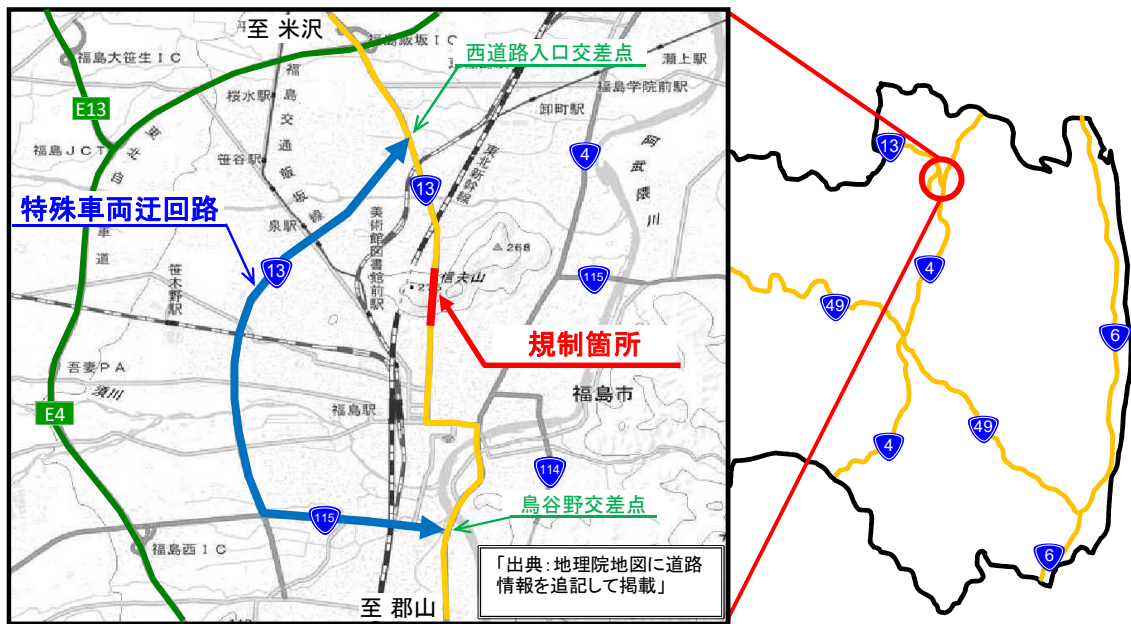 至 米沢
福島飯坂ＩＣ
福島大笹生ＩＣ
西道路入口交差点
瀬上駅
福島学院前駅
桜水駅
卸町駅
福島交通飯坂線
E13
東北自
車道
福島ＪＣＴ
笹谷駅
4
東北新幹線
阿武隈川
13
特殊車両迂回路
泉駅
美術館図書館前駅
268
13
115
信夫山
笹木野駅
規制箇所
吾妻ＰＡ
須川
福島市
E4
福島駅
114
115
鳥谷野交差点
福島西ＩＣ
「出典：地理院地図に道路
情報を追記して掲載」
至 郡山
13
4
49
6
49
4
6